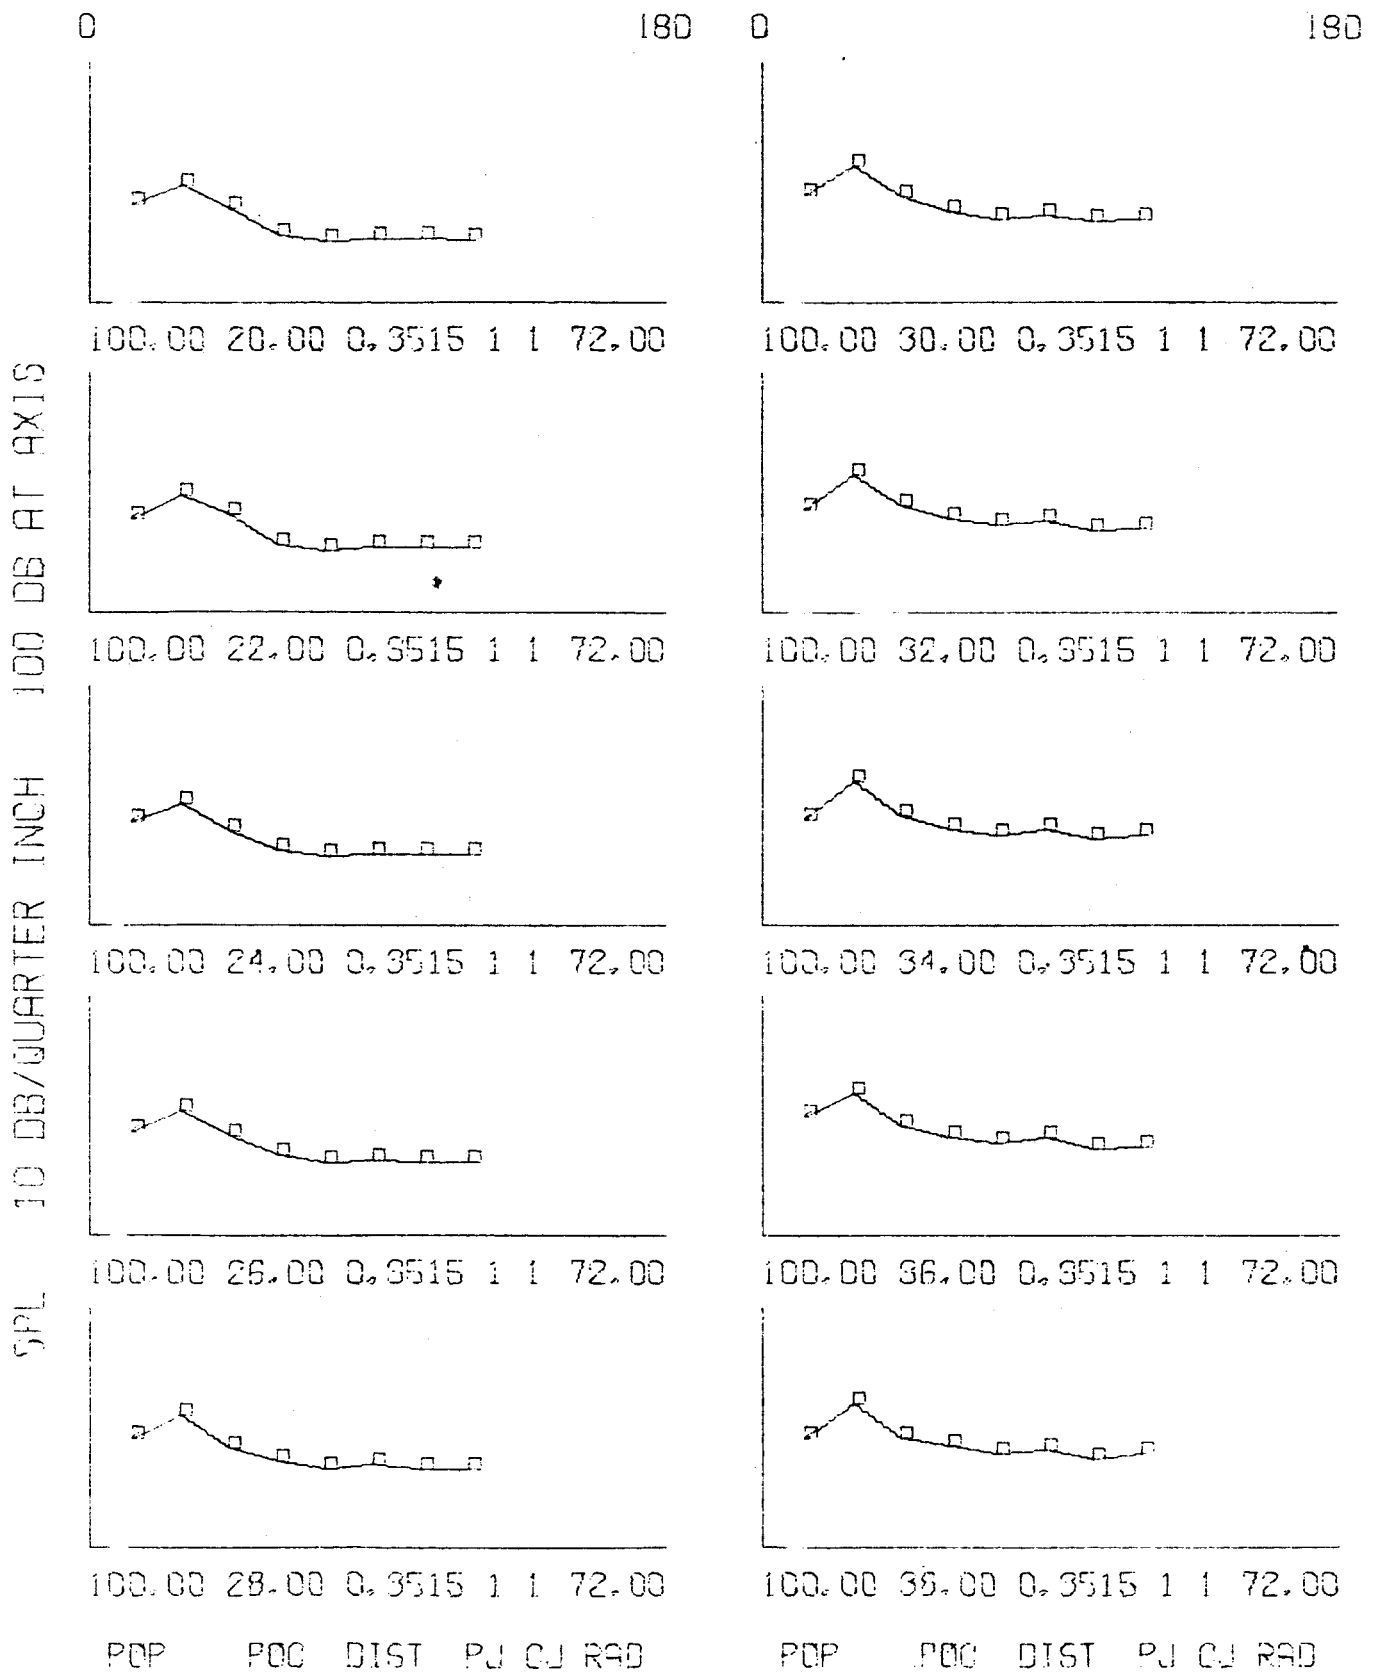 0 180 0 180
100.00 20.00 0.3515 1 1 72.00
100.00 30.00 0.3515 1 1 72.00
100.00 22.00 0.3515 1 1 72.00
100.00 32.00 0.3515 1 1 72.00
100.00 24.00 0.3515 1 1 72.00
100.00 34.00 0.3515 1 1 72.00
100.00 26.00 0.3515 1 1 72.00
100.00 36.00 0.3515 1 1 72.00
100.00 28.00 0.3515 1 1 72.00
100.00 38.00 0.3515 1 1 72.00
POP POQ DIST PJ QJ RAD
POP POQ DIST PJ QJ RAD
SPL 10 DB/QUARTER INCH 100 DB AT AXIS